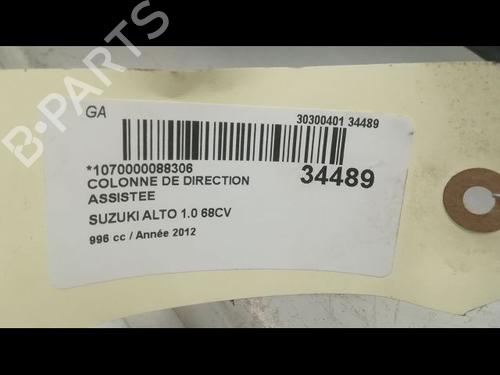 GA
30300401 34489
*1070000088306
34489
COLONNE DE DIRECTION
ASSISTEE
SUZUKI ALTO 1.0 68CV
996 cc / Année 2012
B-PARTS